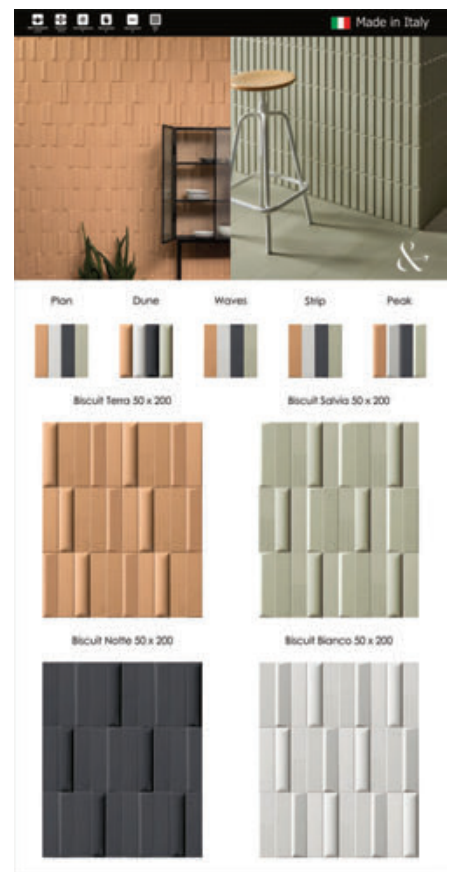 Made in Italy
&
Plan Dune Waves Strip Peak
Biscuit Terra 50 x 200 Biscuit Salvia 50 x 200
Biscuit Notte 50 x 200 Biscuit Bianco 50 x 200